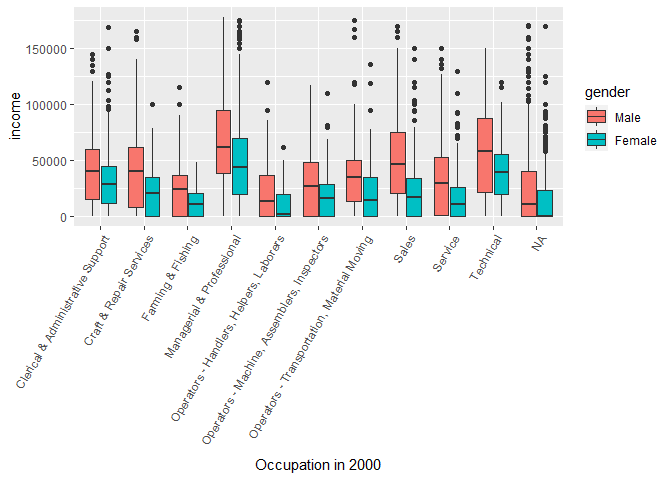 150000
100000
50000
0
income
Clerical & Administrative Support
Craft & Repair Services
Farming & Fishing
Managerial & Professional
Operators - Handlers, Helpers, Laborers
Operators - Machine, Assemblers, Inspectors
Operators - Transportation, Material Moving
Sales
Service
Technical
NA
Occupation in 2000
gender
Male
Female